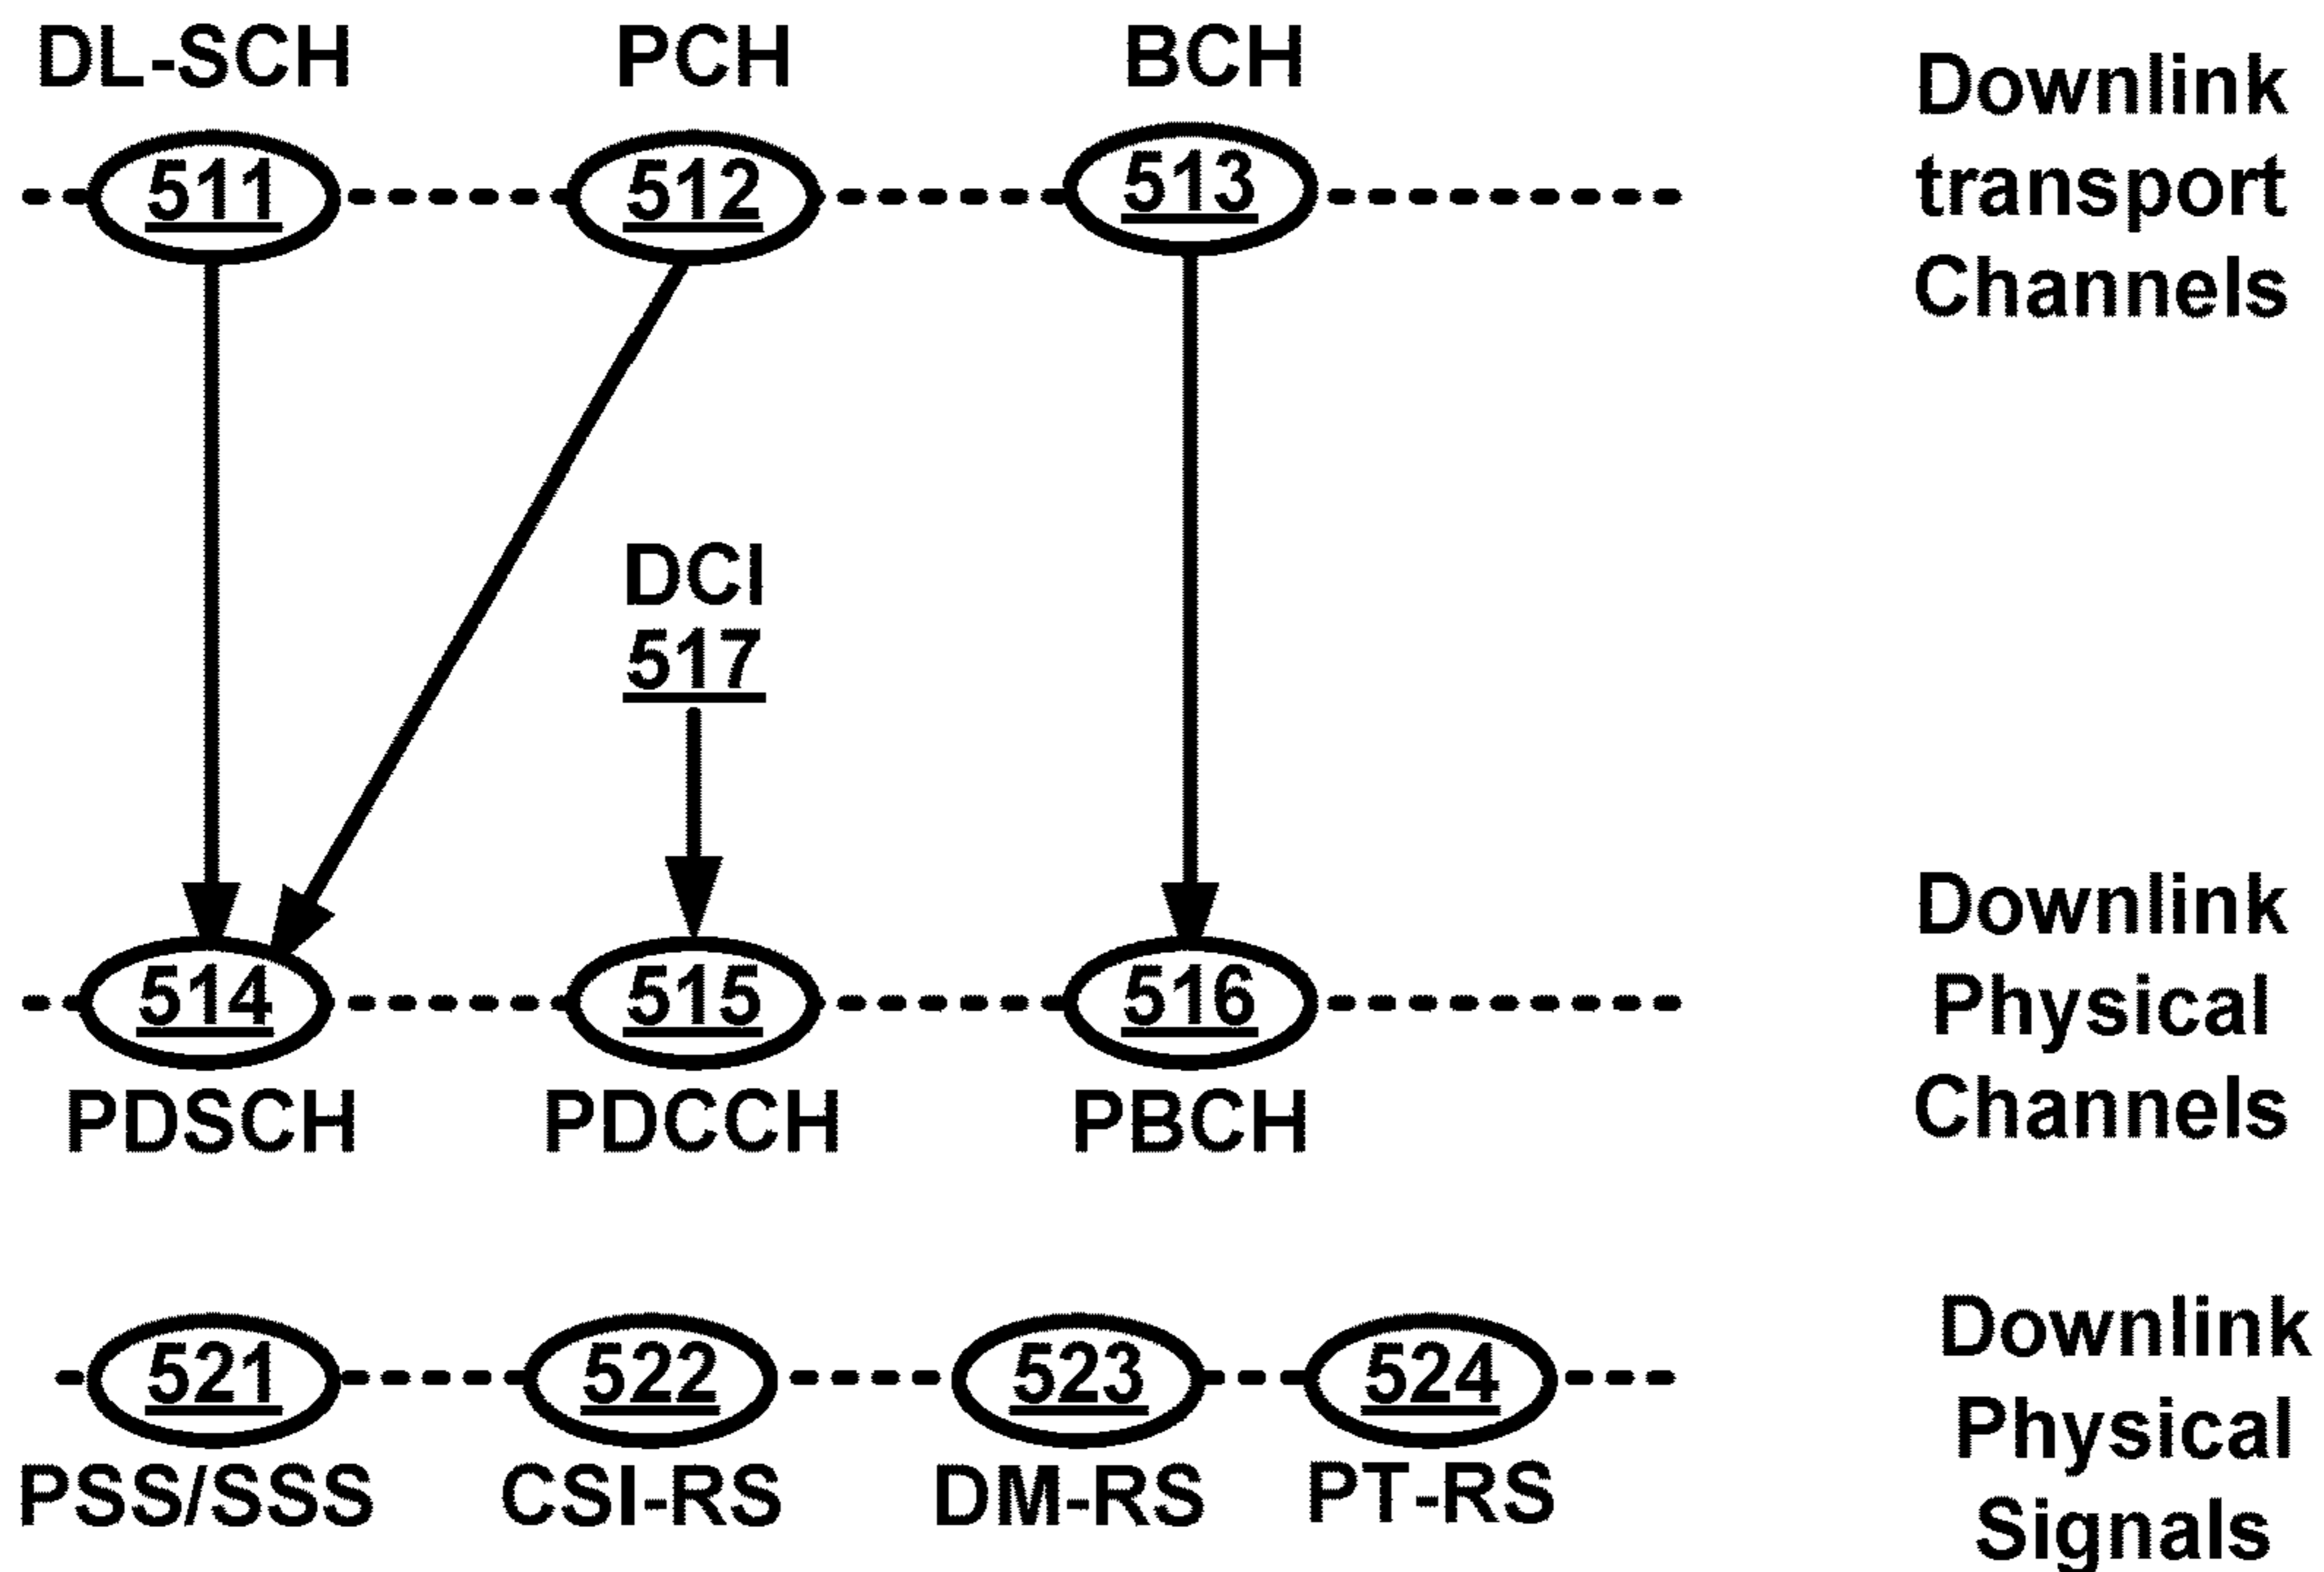 DL-SCH
PCH
BCH
Downlink
transport
Channels
511
512
513
DCI
517
Downlink
Physical
Channels
514
515
516
PDSCH
PDCCH
PBCH
Downlink
Physical
Signals
521
522
523
524
PSS/SSS
CSI-RS
DM-RS
PT-RS